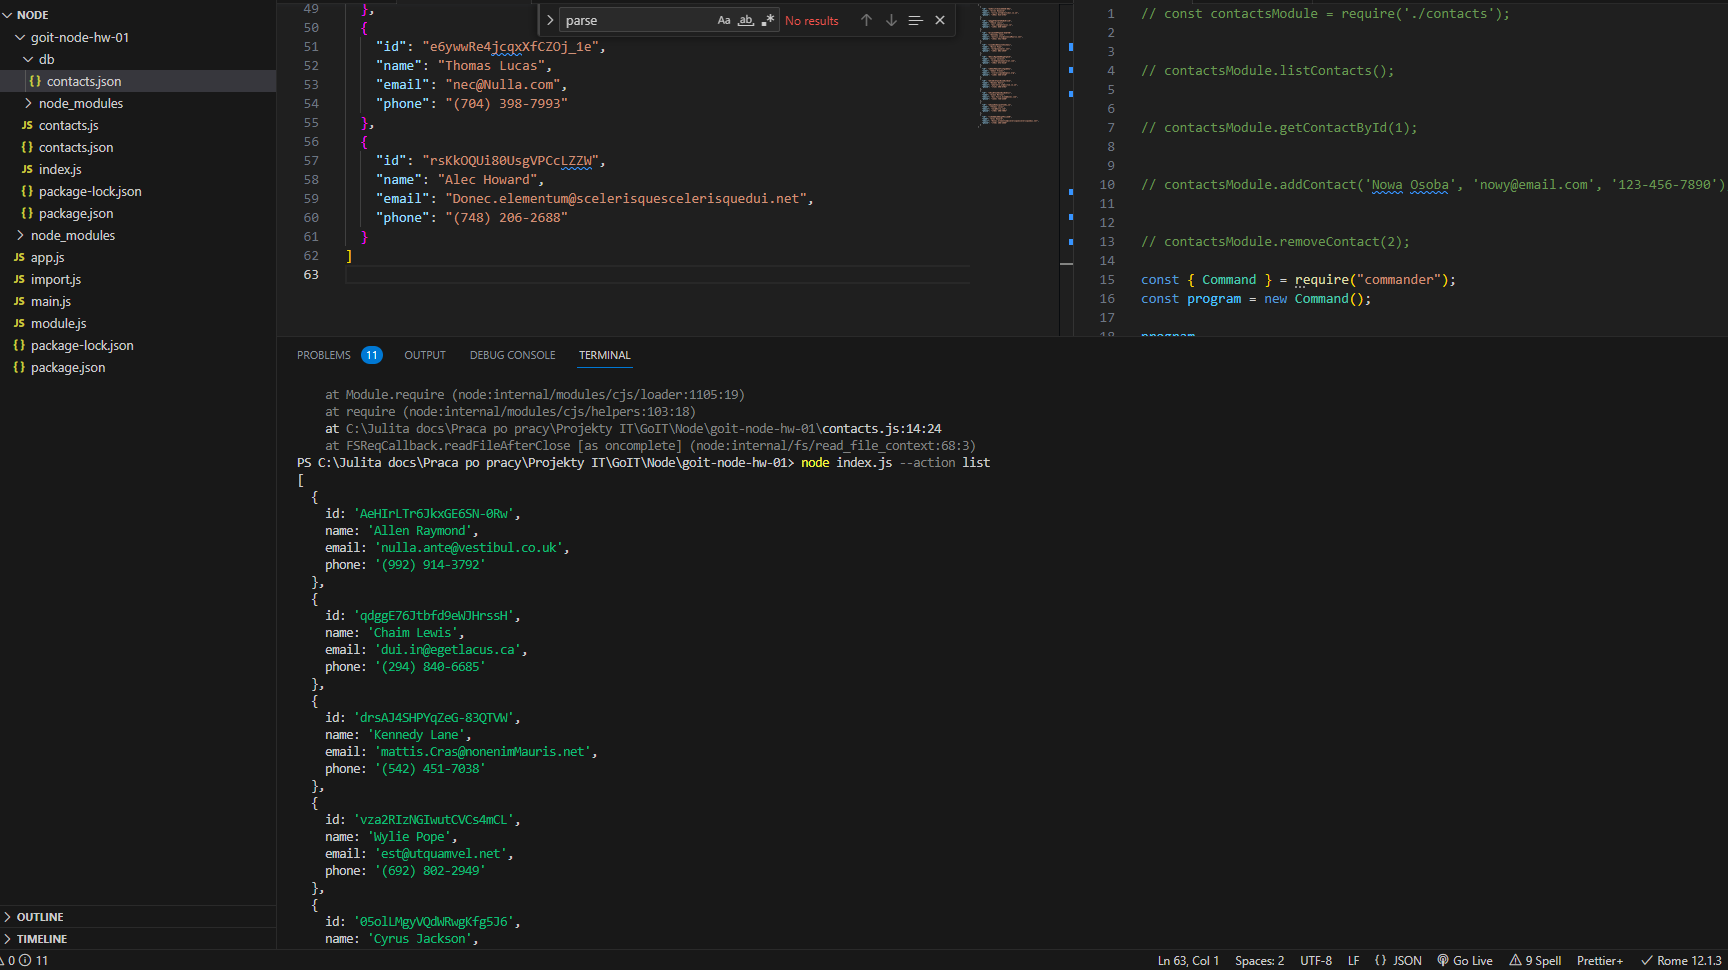 NODE
goit-node-hw-01
db
{} contacts.json
node_modules
JS contacts.js
{} contacts.json
JS index.js
{} package-lock.json
{} package.json
node_modules
JS app.js
JS import.js
JS main.js
JS module.js
{} package-lock.json
{} package.json
OUTLINE
TIMELINE
49 },
50 {
51 "id": "e6ywwRe4jcqxXfCZOj_1e",
52 "name": "Thomas Lucas",
53 "email": "nec@Nulla.com",
54 "phone": "(704) 398-7993"
55 },
56 {
57 "id": "rsKkOQUi80UsgVPCcLZZW",
58 "name": "Alec Howard",
59 "email": "Donec.elementum@scelerisquescelerisquedui.net",
60 "phone": "(748) 206-2688"
61 }
62 ]
63
parse Aa ab .* No results
1 // const contactsModule = require('./contacts');
2
3
4 // contactsModule.listContacts();
5
6
7 // contactsModule.getContactById(1);
8
9
10 // contactsModule.addContact('Nowa Osoba', 'nowy@email.com', '123-456-7890')
11
12
13 // contactsModule.removeContact(2);
14
15 const { Command } = require("commander");
16 const program = new Command();
17
18 program
PROBLEMS 11 OUTPUT DEBUG CONSOLE TERMINAL
at Module.require (node:internal/modules/cjs/loader:1105:19)
at require (node:internal/modules/cjs/helpers:103:18)
at C:\Julita docs\Praca po pracy\Projekty IT\GoIT\Node\goit-node-hw-01\contacts.js:14:24
at FSReqCallback.readFileAfterClose [as oncomplete] (node:internal/fs/read_file_context:68:3)
PS C:\Julita docs\Praca po pracy\Projekty IT\GoIT\Node\goit-node-hw-01> node index.js --action list
[
{
id: 'AeHIrLTr6JkxGE6SN-0Rw',
name: 'Allen Raymond',
email: 'nulla.ante@vestibul.co.uk',
phone: '(992) 914-3792'
},
{
id: 'qdggE76Jtbfd9eWJHrssH',
name: 'Chaim Lewis',
email: 'dui.in@egetlacus.ca',
phone: '(294) 840-6685'
},
{
id: 'drsAJ4SHPYqZeG-83QTVW',
name: 'Kennedy Lane',
email: 'mattis.Cras@nonenimMauris.net',
phone: '(542) 451-7038'
},
{
id: 'vza2RIzNGIwutCVCs4mCL',
name: 'Wylie Pope',
email: 'est@utquamvel.net',
phone: '(692) 802-2949'
},
{
id: '05olLMgyVQdWRwgKfg5J6',
name: 'Cyrus Jackson',
0 11 Ln 63, Col 1 Spaces: 2 UTF-8 LF {} JSON Go Live 9 Spell Prettier+ Rome 12.1.3